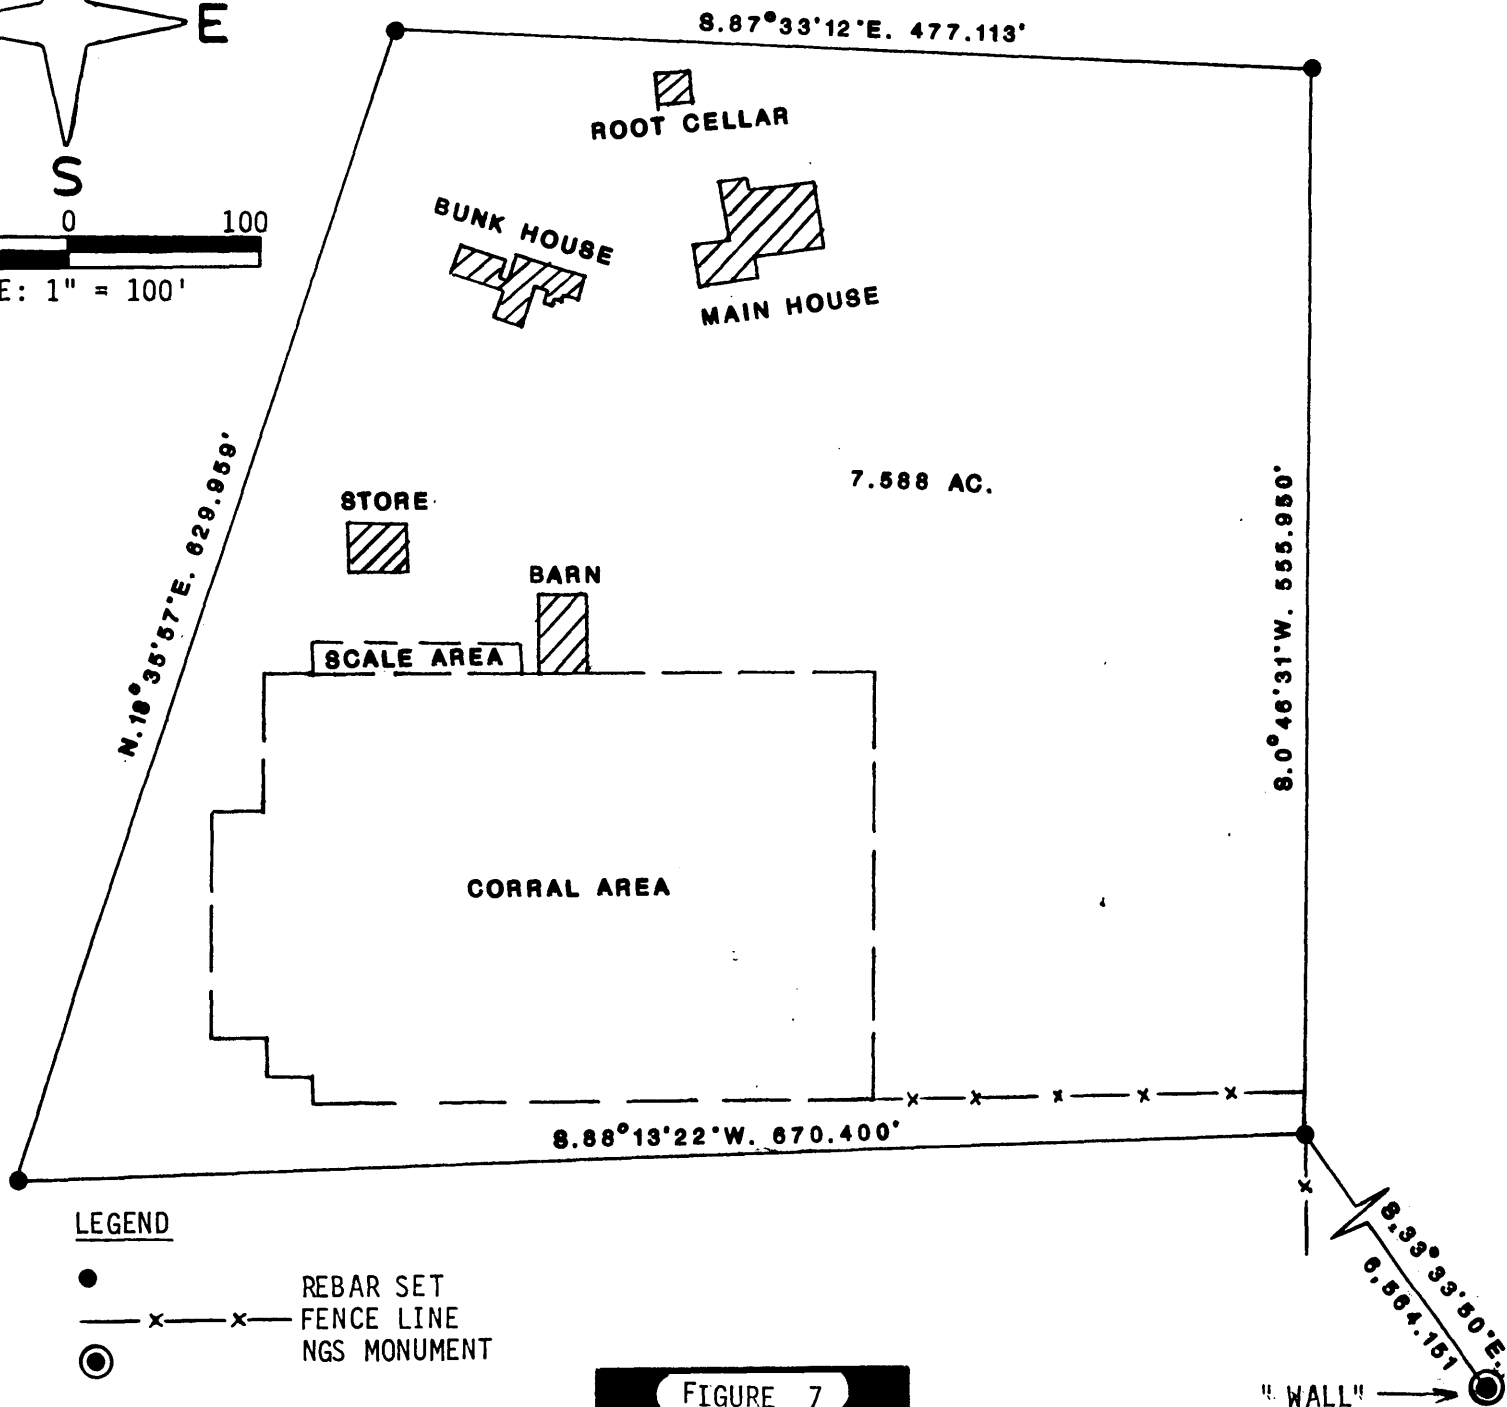 E
S
0 100
E: 1" = 100'
S.87°33'12"E. 477.113'
ROOT CELLAR
BUNK HOUSE
MAIN HOUSE
N.18°35'57"E. 629.959'
7.588 AC.
S.0°46'31"W. 555.950'
STORE
BARN
SCALE AREA
CORRAL AREA
S.88°13'22"W. 670.400'
S.33°33'50"E.
6,564.151
LEGEND
REBAR SET
FENCE LINE
NGS MONUMENT
FIGURE 7
"WALL"